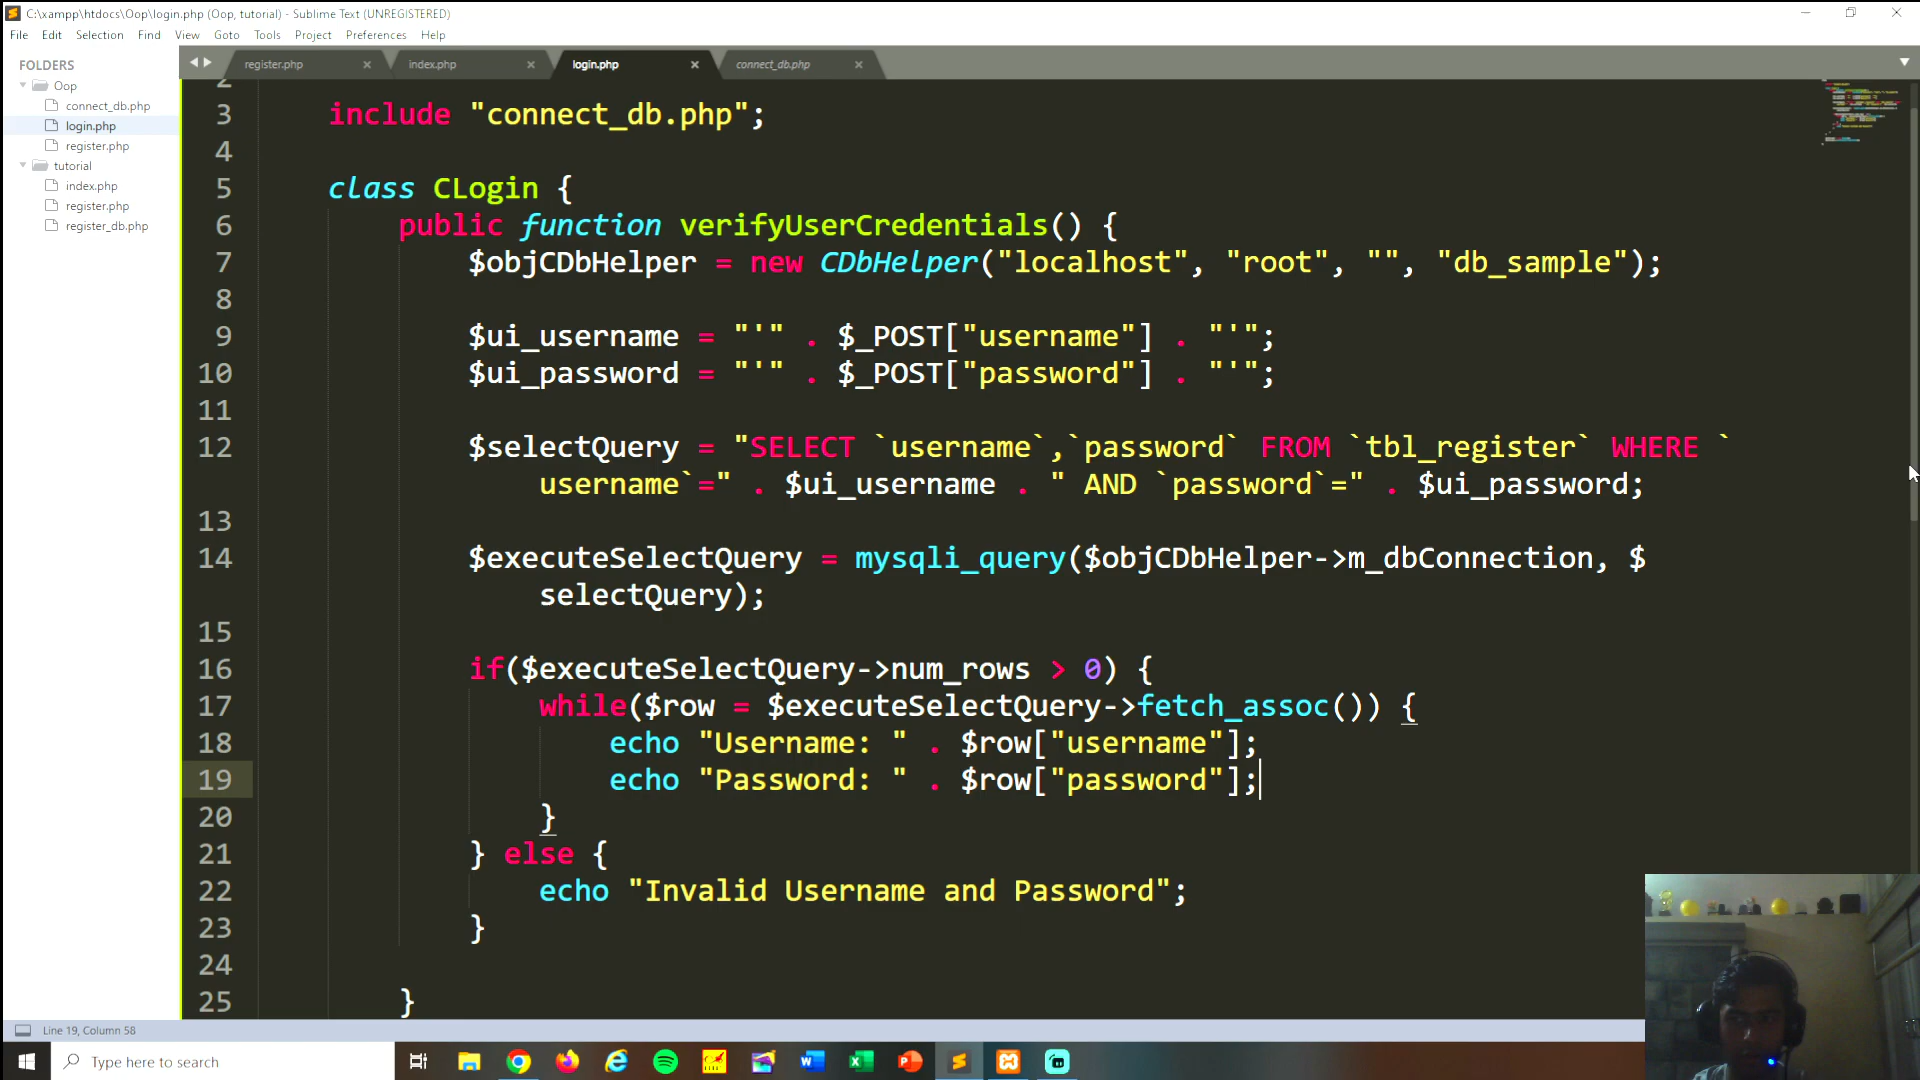 C:\xampp\htdocs\Oop\login.php (Oop, tutorial) - Sublime Text (UNREGISTERED)
File Edit Selection Find View Goto Tools Project Preferences Help
FOLDERS
Oop
connect_db.php
login.php
register.php
tutorial
index.php
register.php
register_db.php
register.php × index.php × login.php × connect_db.php ×
2
3 include "connect_db.php";
4
5 class CLogin {
6 public function verifyUserCredentials() {
7 $objCDbHelper = new CDbHelper("localhost", "root", "", "db_sample");
8
9 $ui_username = "'" . $_POST["username"] . "'";
10 $ui_password = "'" . $_POST["password"] . "'";
11
12 $selectQuery = "SELECT `username`,`password` FROM `tbl_register` WHERE `
username`=" . $ui_username . " AND `password`=" . $ui_password;
13
14 $executeSelectQuery = mysqli_query($objCDbHelper->m_dbConnection, $
selectQuery);
15
16 if($executeSelectQuery->num_rows > 0) {
17 while($row = $executeSelectQuery->fetch_assoc()) {
18 echo "Username: " . $row["username"];
19 echo "Password: " . $row["password"];
20 }
21 } else {
22 echo "Invalid Username and Password";
23 }
24
25 }
Line 19, Column 58
Type here to search